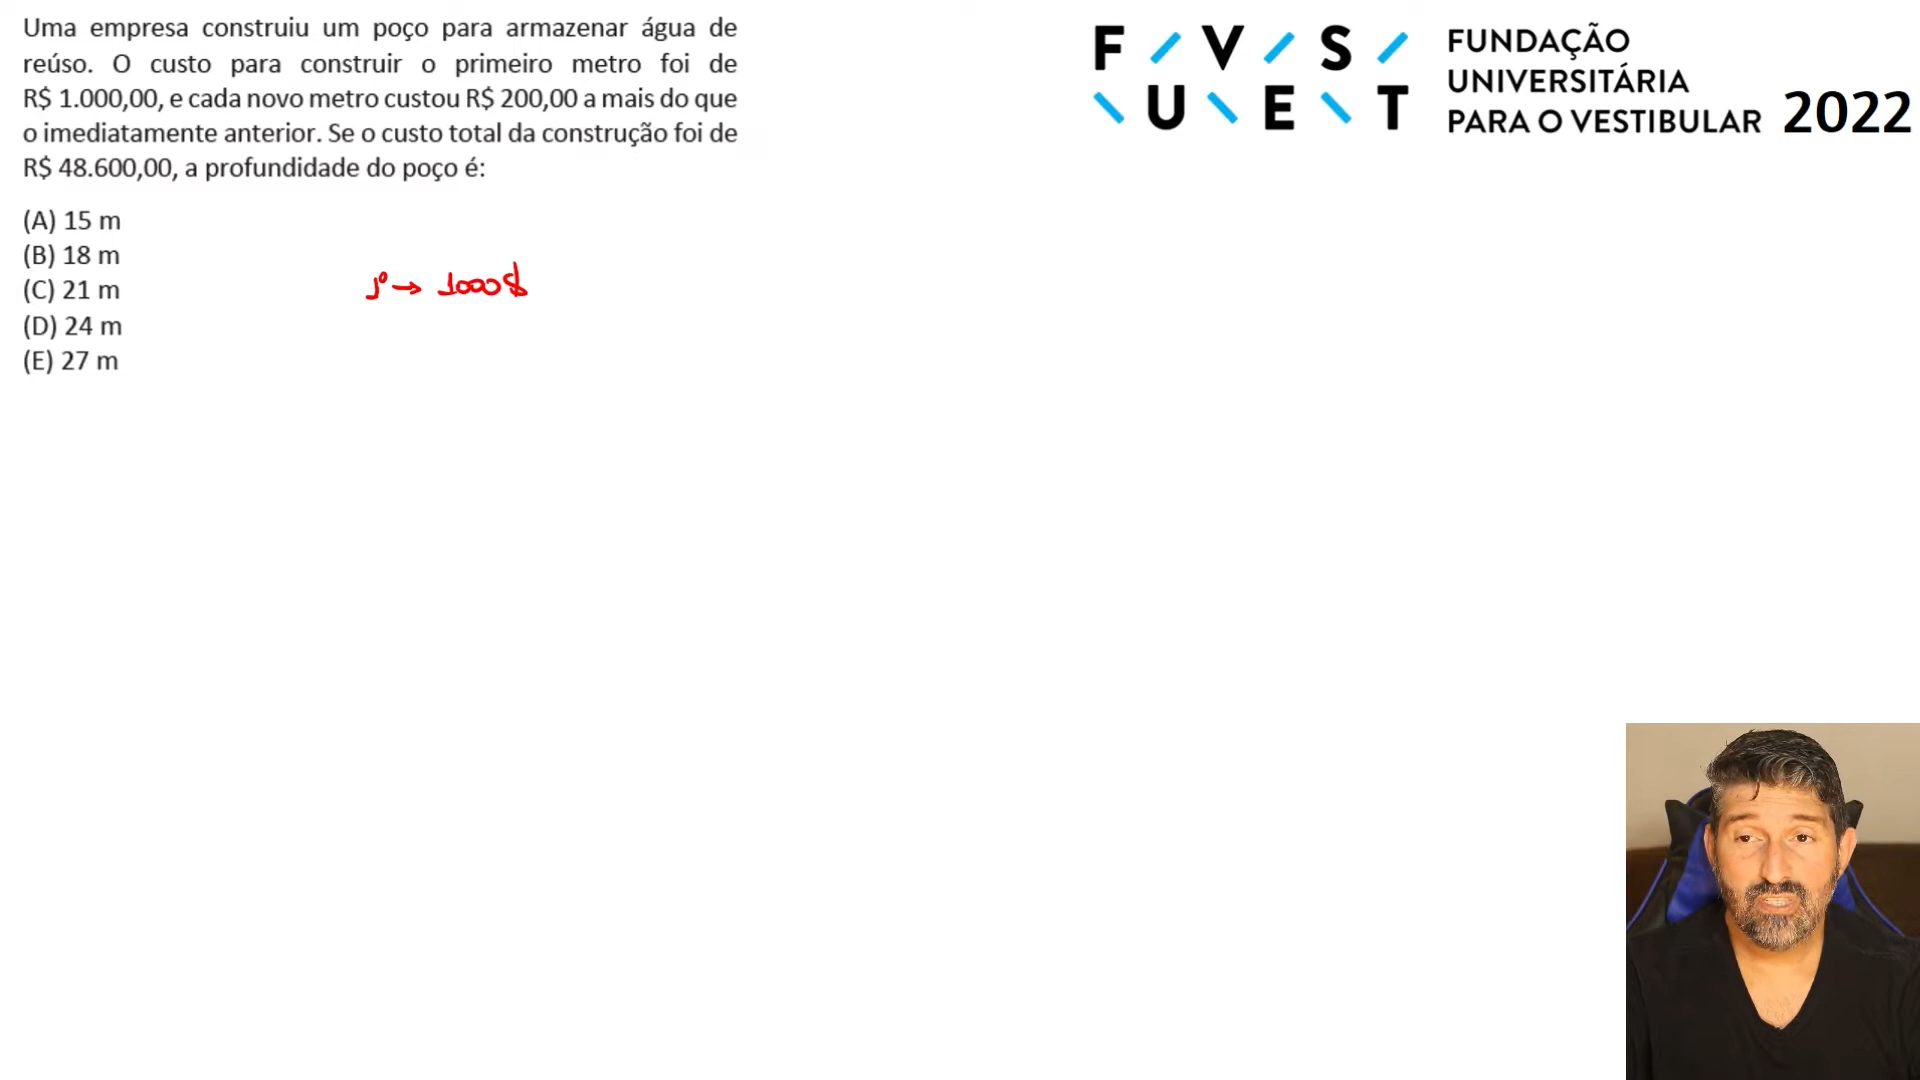 Uma empresa construiu um poço para armazenar água de
reúso. O custo para construir o primeiro metro foi de
R$ 1.000,00, e cada novo metro custou R$ 200,00 a mais do que
o imediatamente anterior. Se o custo total da construção foi de
R$ 48.600,00, a profundidade do poço é:
(A) 15 m
(B) 18 m
(C) 21 m
(D) 24 m
(E) 27 m
1º → 1000$
F U V E S T
FUNDAÇÃO
UNIVERSITÁRIA
PARA O VESTIBULAR 2022